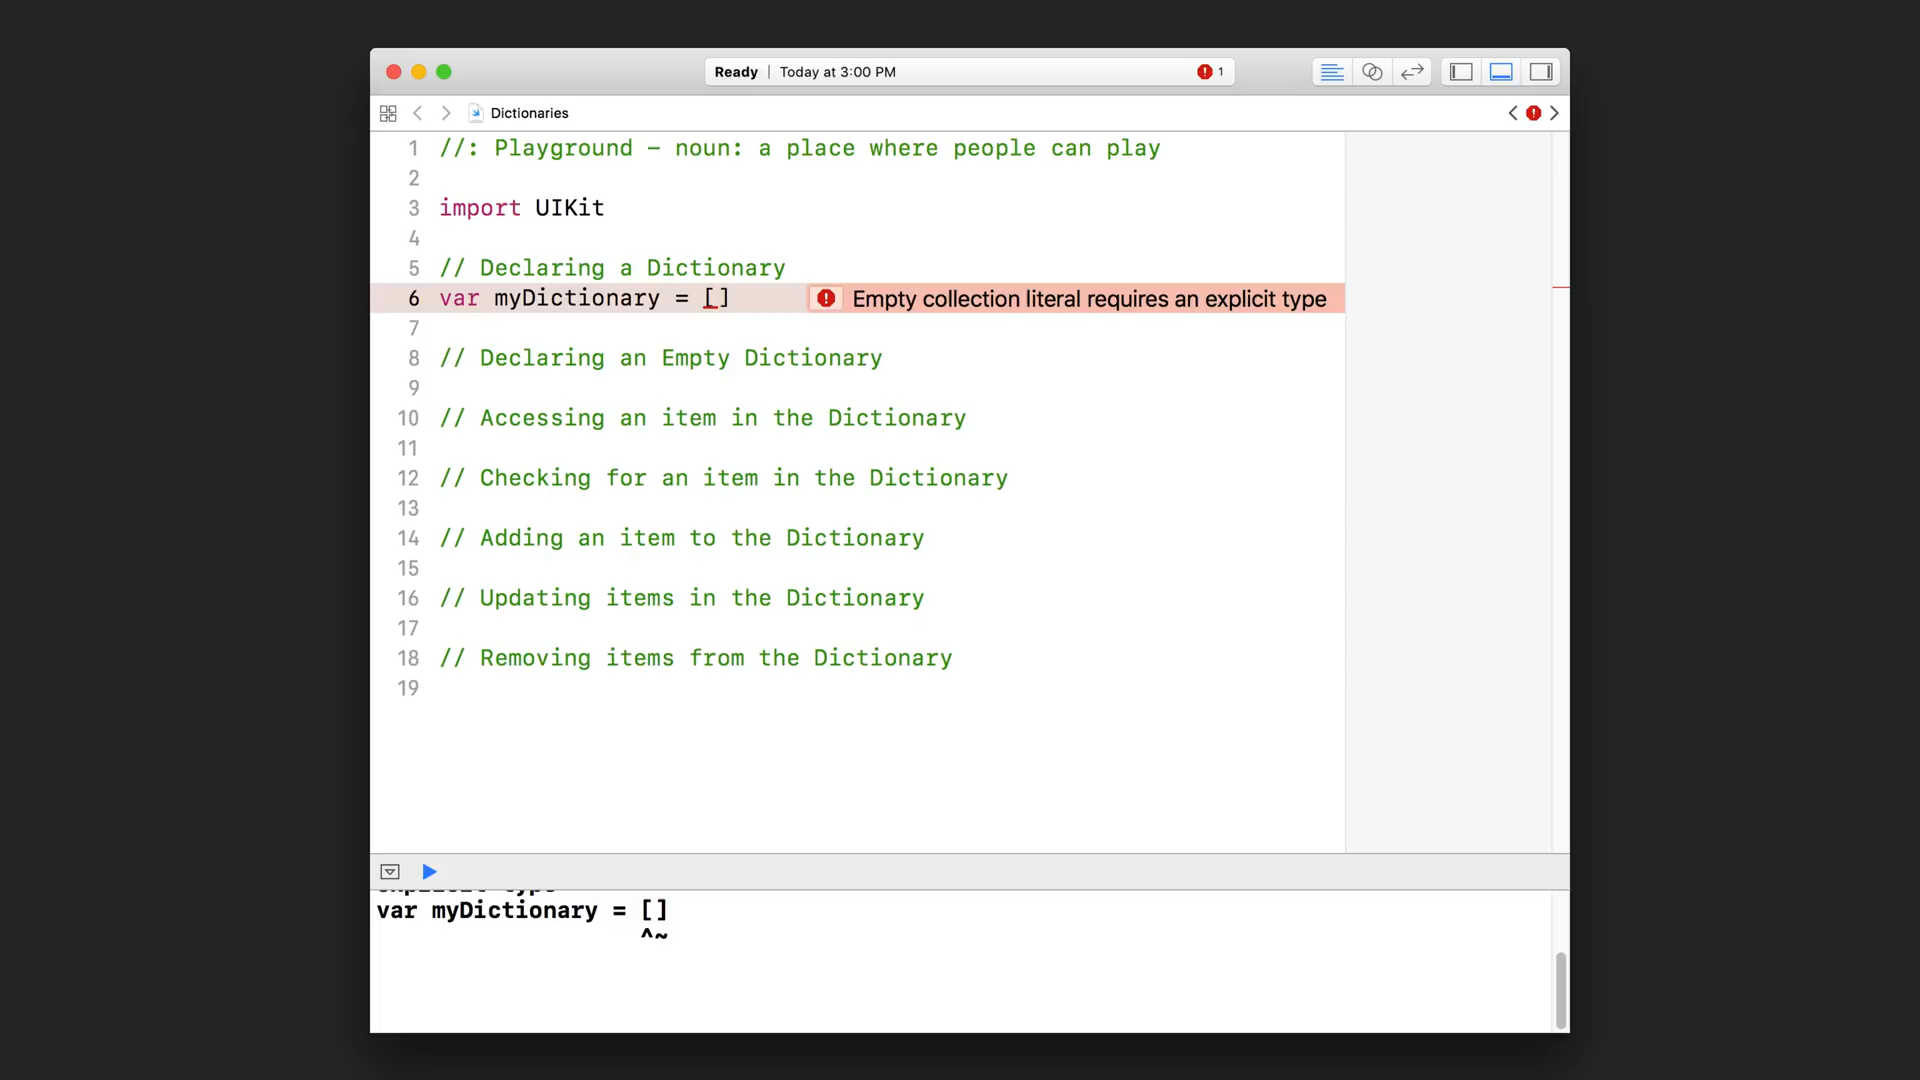 Ready | Today at 3:00 PM 1
Dictionaries
1 //: Playground – noun: a place where people can play
2
3 import UIKit
4
5 // Declaring a Dictionary
6 var myDictionary = [] Empty collection literal requires an explicit type
7
8 // Declaring an Empty Dictionary
9
10 // Accessing an item in the Dictionary
11
12 // Checking for an item in the Dictionary
13
14 // Adding an item to the Dictionary
15
16 // Updating items in the Dictionary
17
18 // Removing items from the Dictionary
19
explicit type
var myDictionary = []
^~